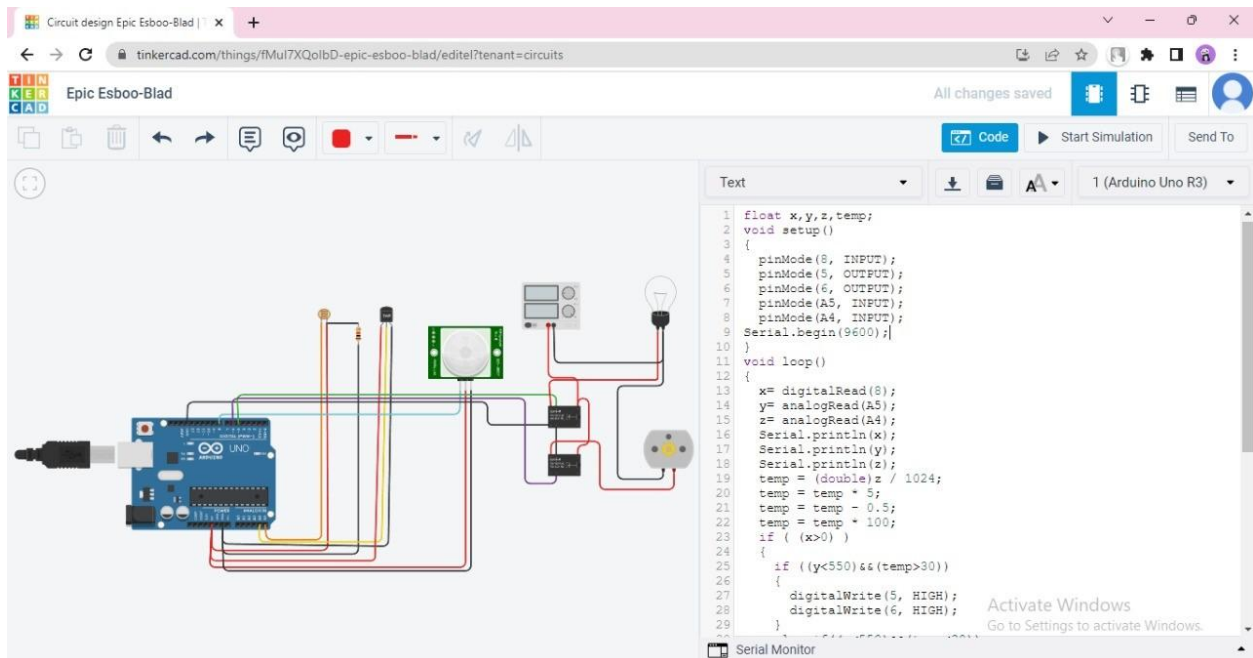 Circuit design Epic Esboo-Blad | T
tinkercad.com/things/fMul7XQolbD-epic-esboo-blad/editel?tenant=circuits
TIN
KER
CAD
Epic Esboo-Blad
All changes saved
Code
Start Simulation
Send To
Text
1 (Arduino Uno R3)
1 float x,y,z,temp;
2 void setup()
3 {
4 pinMode(8, INPUT);
5 pinMode(5, OUTPUT);
6 pinMode(6, OUTPUT);
7 pinMode(A5, INPUT);
8 pinMode(A4, INPUT);
9 Serial.begin(9600);
10 }
11 void loop()
12 {
13 x= digitalRead(8);
14 y= analogRead(A5);
15 z= analogRead(A4);
16 Serial.println(x);
17 Serial.println(y);
18 Serial.println(z);
19 temp = (double)z / 1024;
20 temp = temp * 5;
21 temp = temp - 0.5;
22 temp = temp * 100;
23 if ( (x>0) )
24 {
25 if ((y<550)&&(temp>30))
26 {
27 digitalWrite(5, HIGH);
28 digitalWrite(6, HIGH);
29 }
Activate Windows
Go to Settings to activate Windows.
Serial Monitor
UNO
ARDUINO
POWER